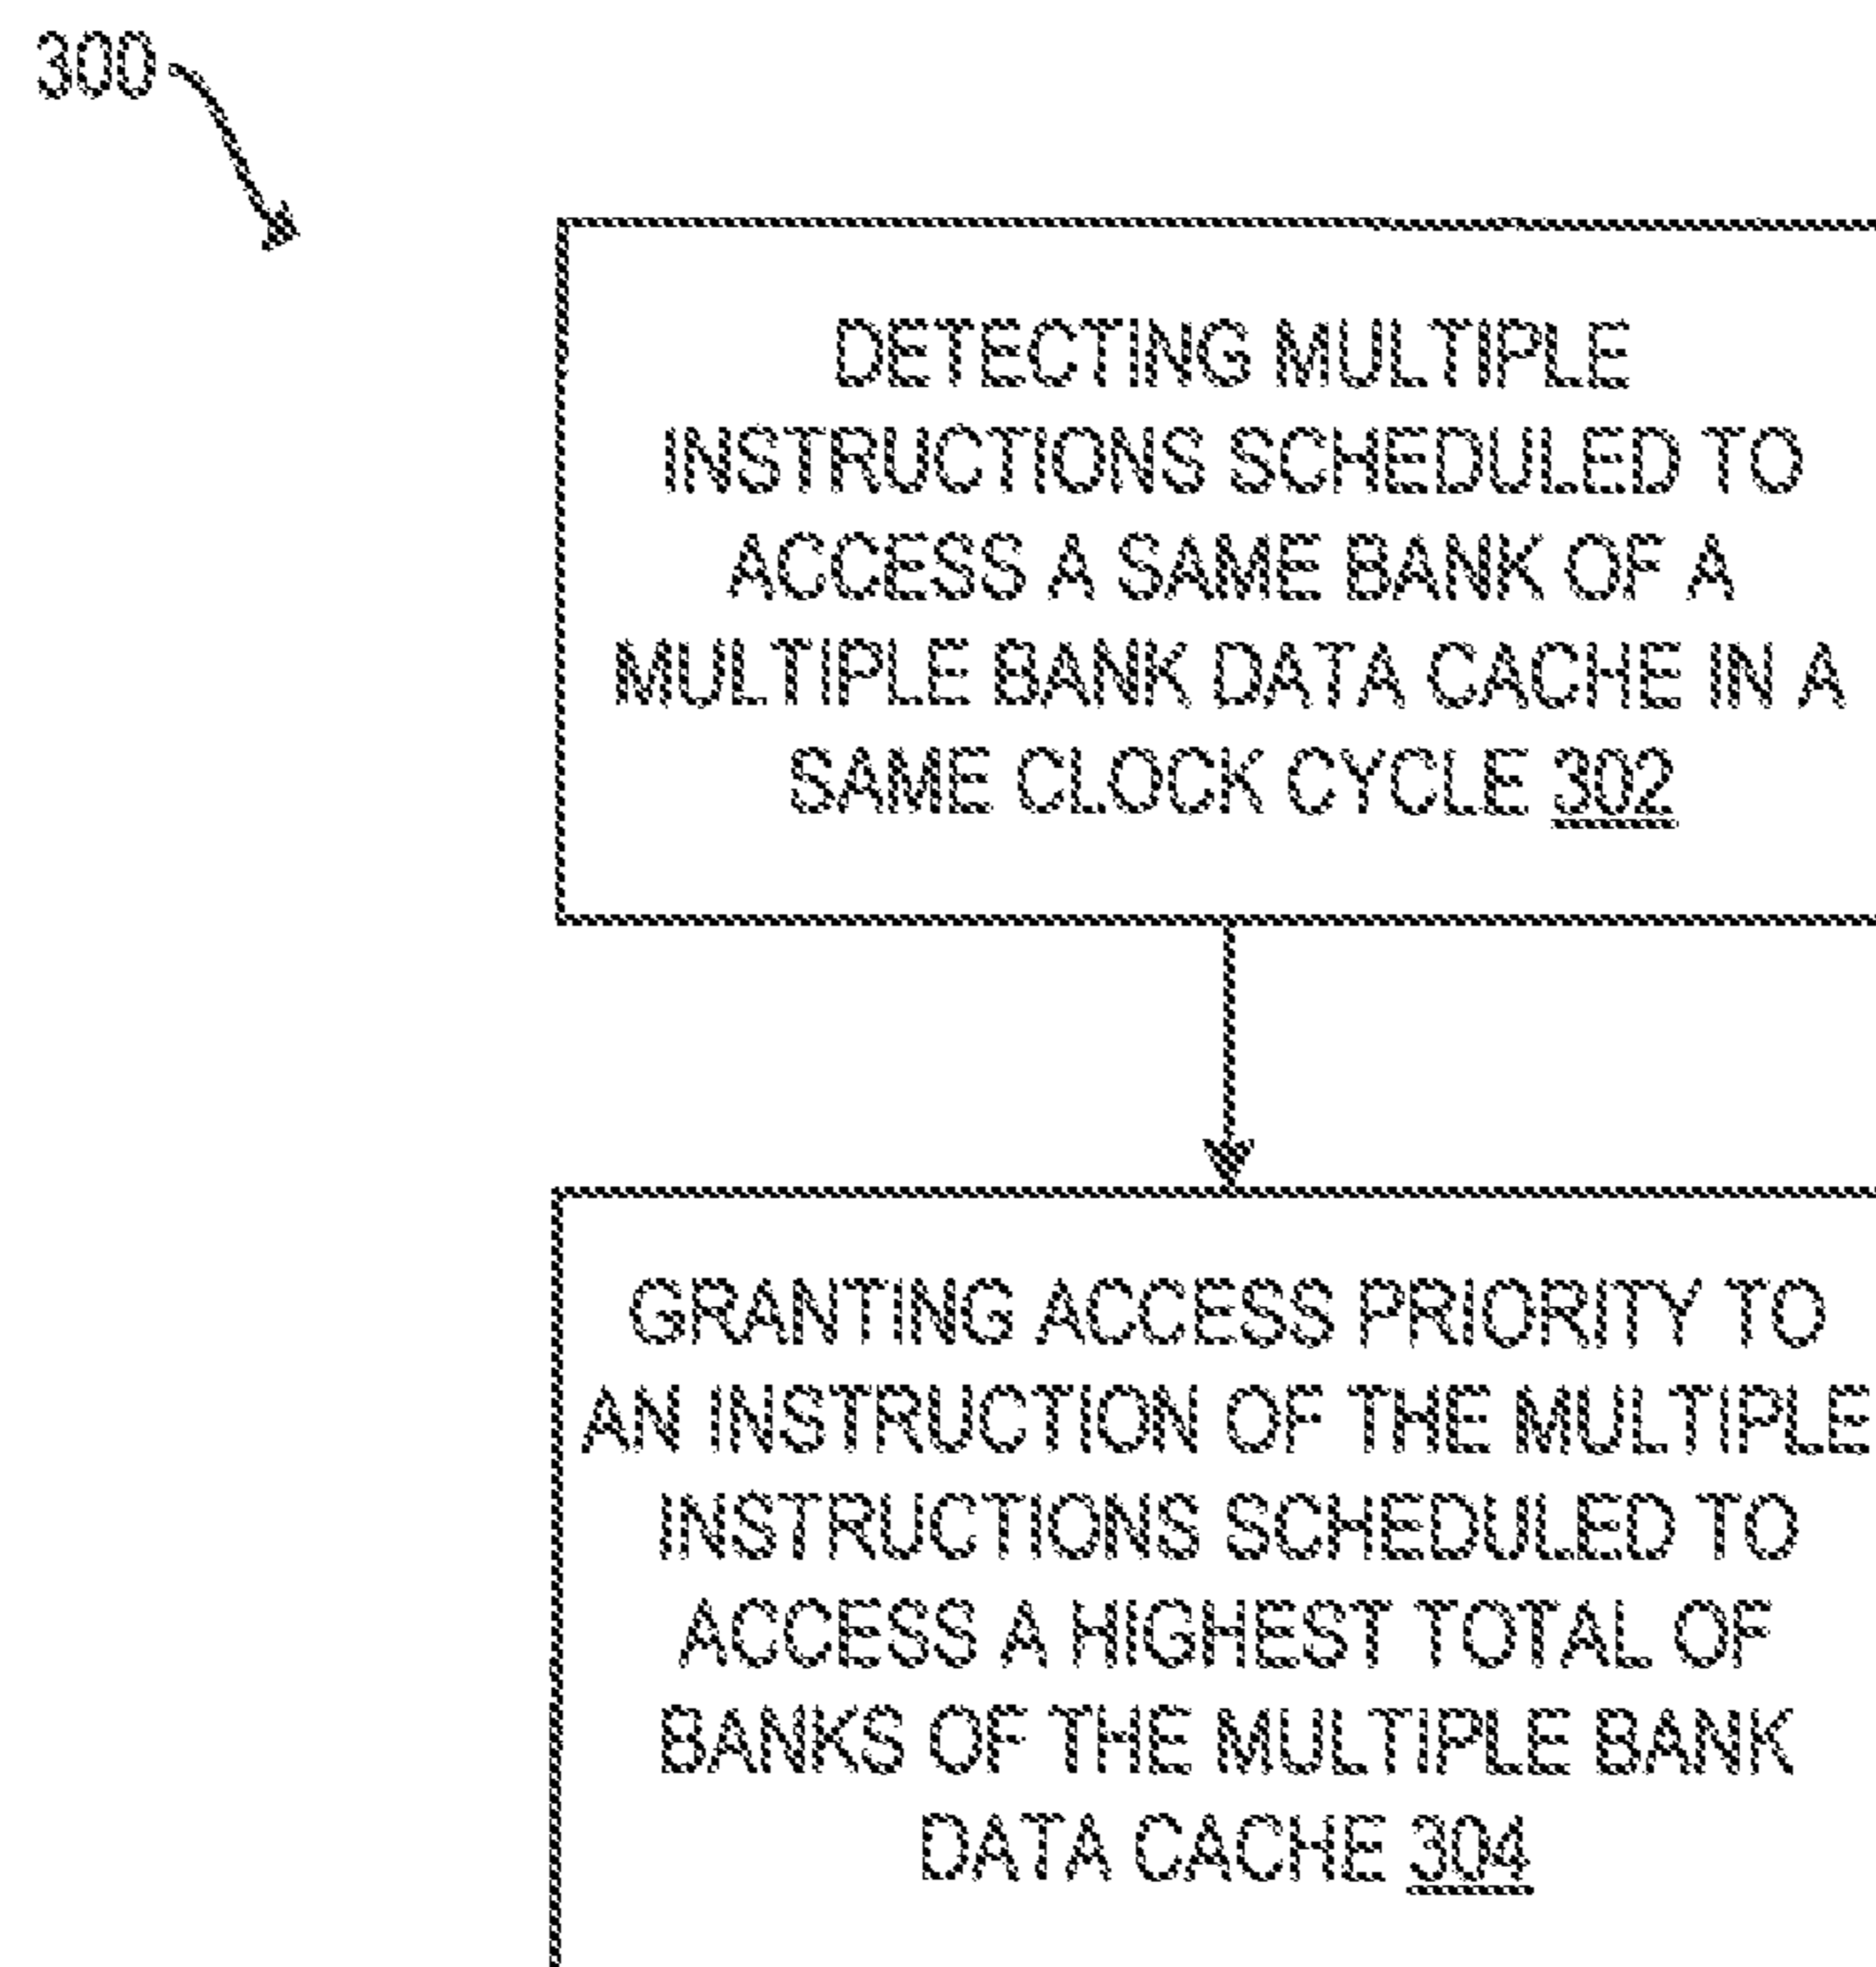 300
DETECTING MULTIPLE
INSTRUCTIONS SCHEDULED TO
ACCESS A SAME BANK OF A
MULTIPLE BANK DATA CACHE IN A
SAME CLOCK CYCLE 302
GRANTING ACCESS PRIORITY TO
AN INSTRUCTION OF THE MULTIPLE
INSTRUCTIONS SCHEDULED TO
ACCESS A HIGHEST TOTAL OF
BANKS OF THE MULTIPLE BANK
DATA CACHE 304